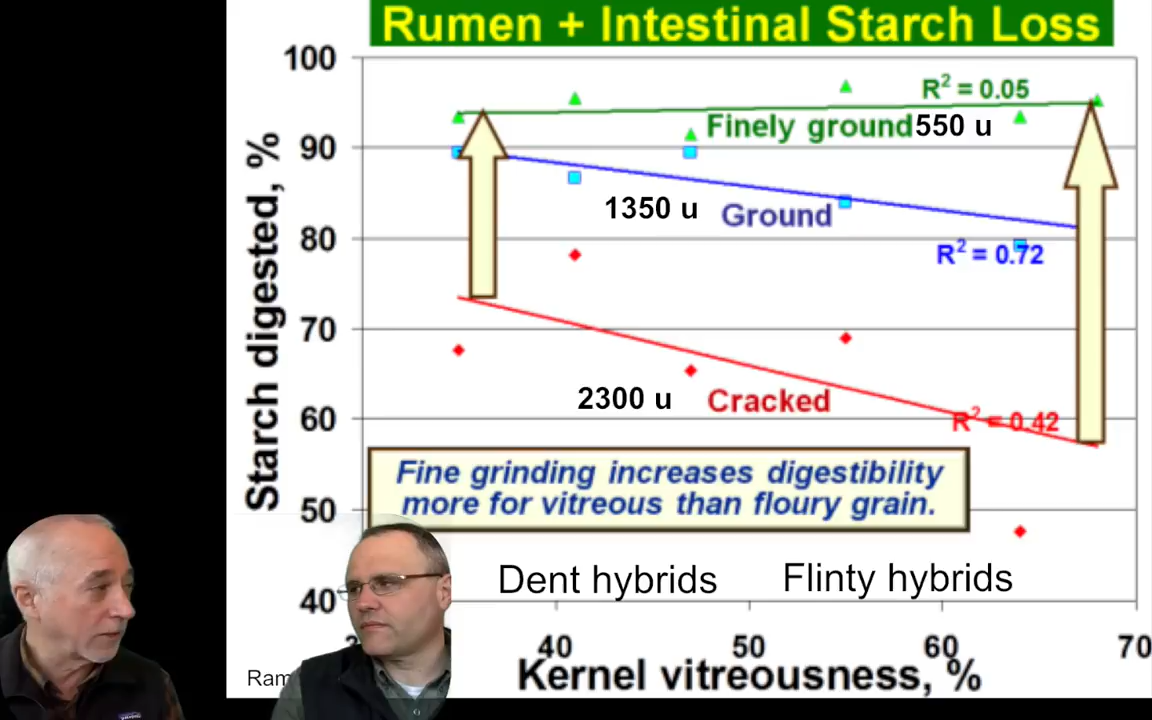 Rumen + Intestinal Starch Loss
100
90
80
70
60
50
40
Starch digested, %
R² = 0.05
Finely ground 550 u
1350 u Ground
R² = 0.72
2300 u Cracked
R² = 0.42
Fine grinding increases digestibility
more for vitreous than floury grain.
Dent hybrids
Flinty hybrids
40
50
60
70
Kernel vitreousness, %